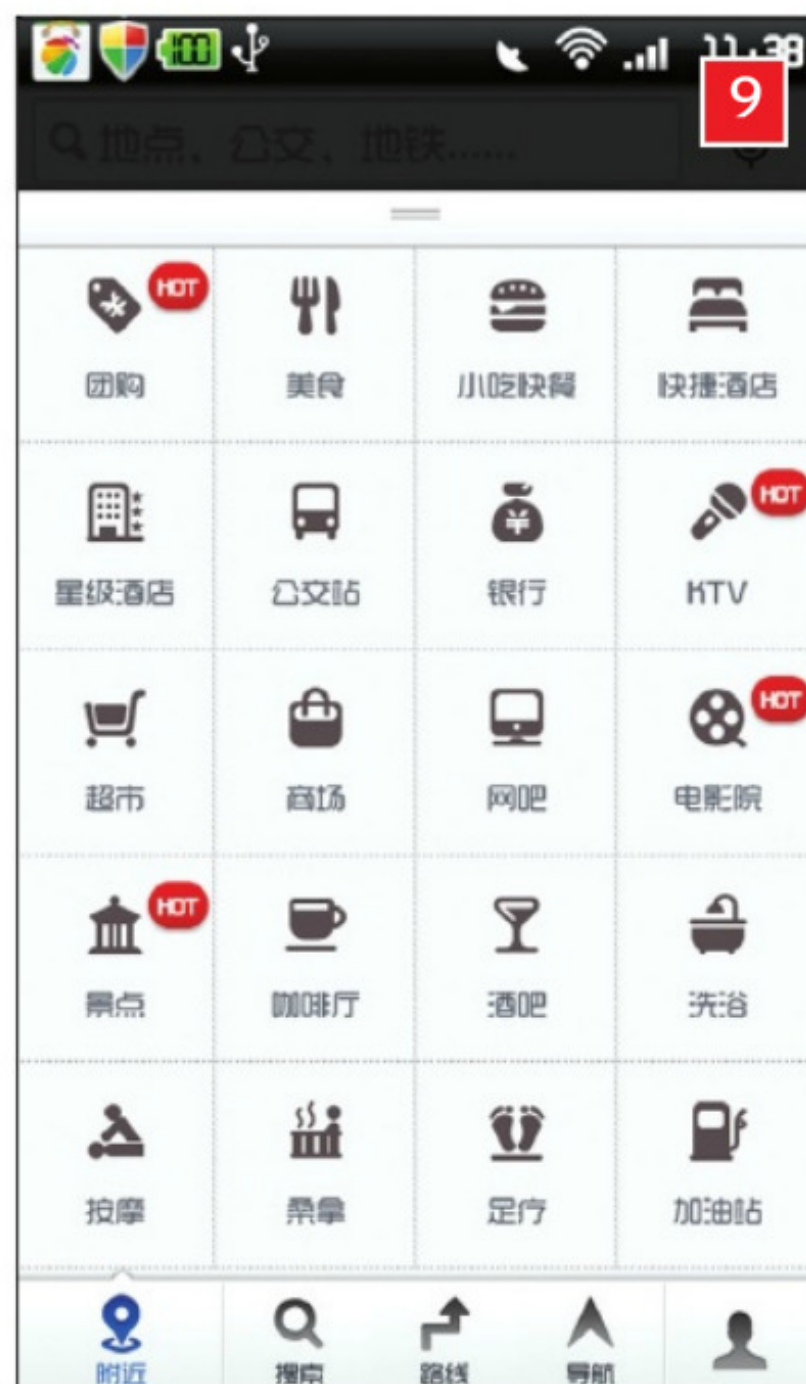 100 11:38
9
地点、公交、地铁......
HOT HOT
团购 美食 小吃快餐 快捷酒店
HOT
星级酒店 公交站 银行 KTV
HOT
超市 商场 网吧 电影院
HOT
景点 咖啡厅 酒吧 洗浴
按摩 桑拿 足疗 加油站
附近 搜索 路线 导航